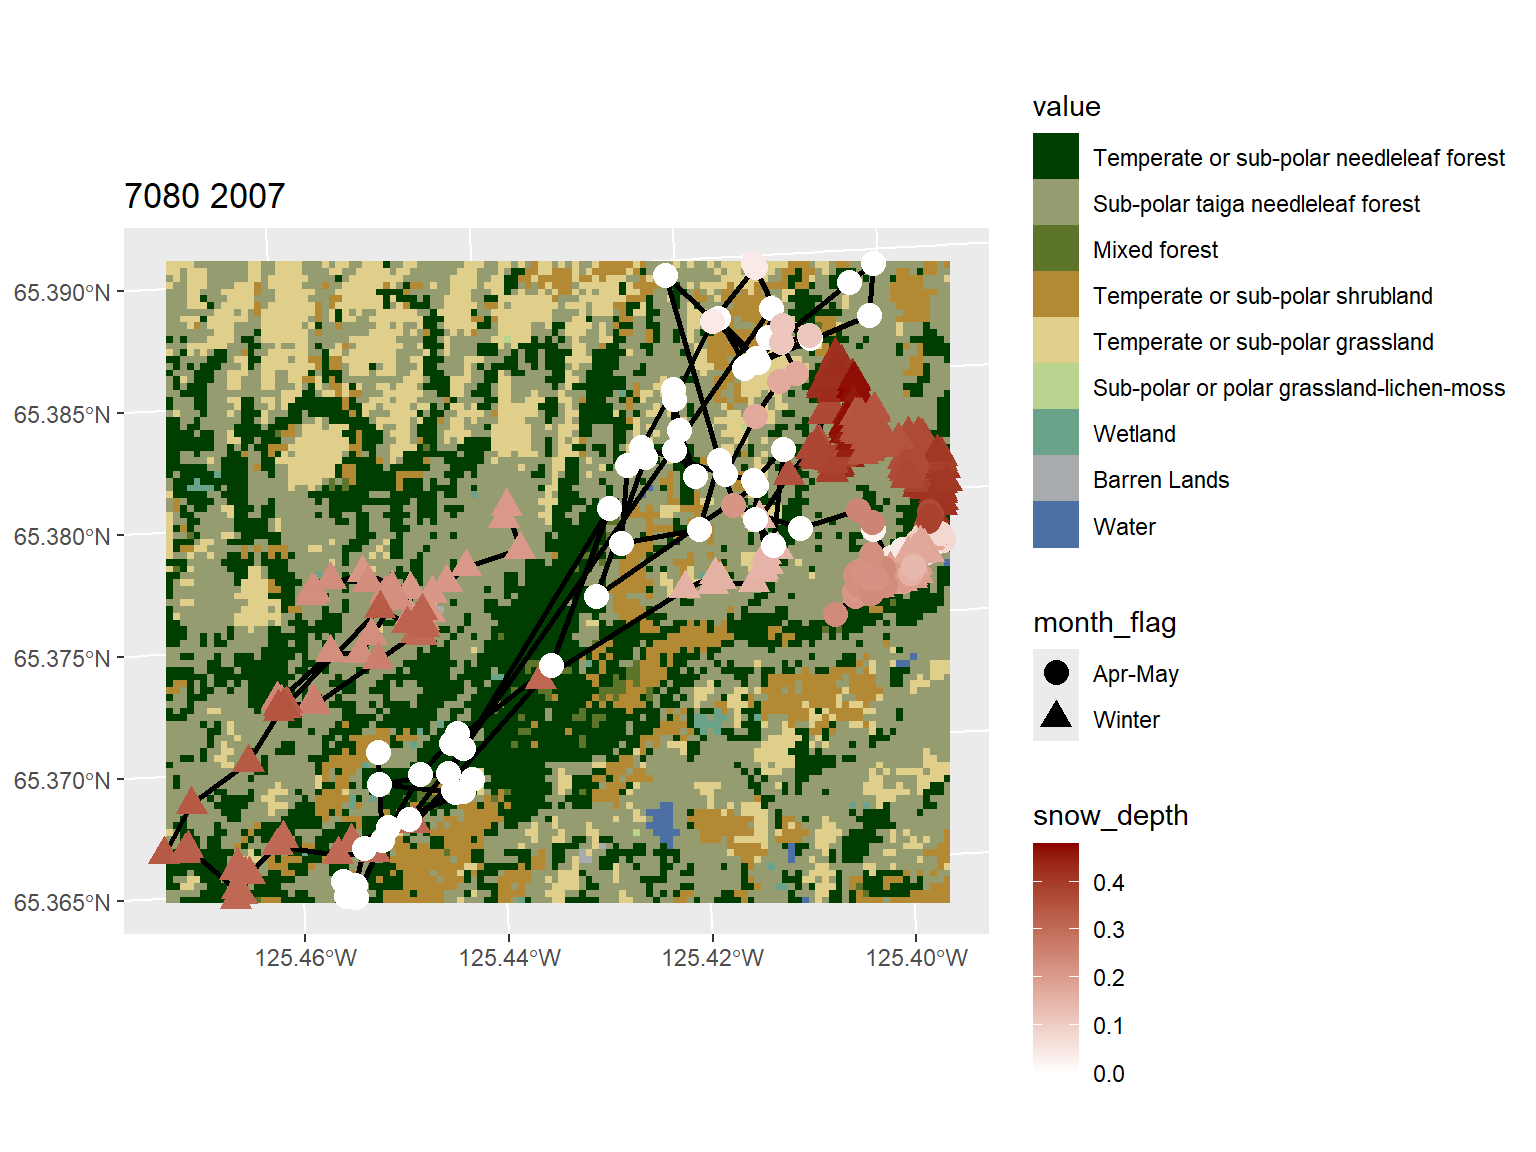 7080 2007
65.390°N
65.385°N
65.380°N
65.375°N
65.370°N
65.365°N
125.46°W
125.44°W
125.42°W
125.40°W
value
Temperate or sub-polar needleleaf forest
Sub-polar taiga needleleaf forest
Mixed forest
Temperate or sub-polar shrubland
Temperate or sub-polar grassland
Sub-polar or polar grassland-lichen-moss
Wetland
Barren Lands
Water
month_flag
Apr-May
Winter
snow_depth
0.4
0.3
0.2
0.1
0.0